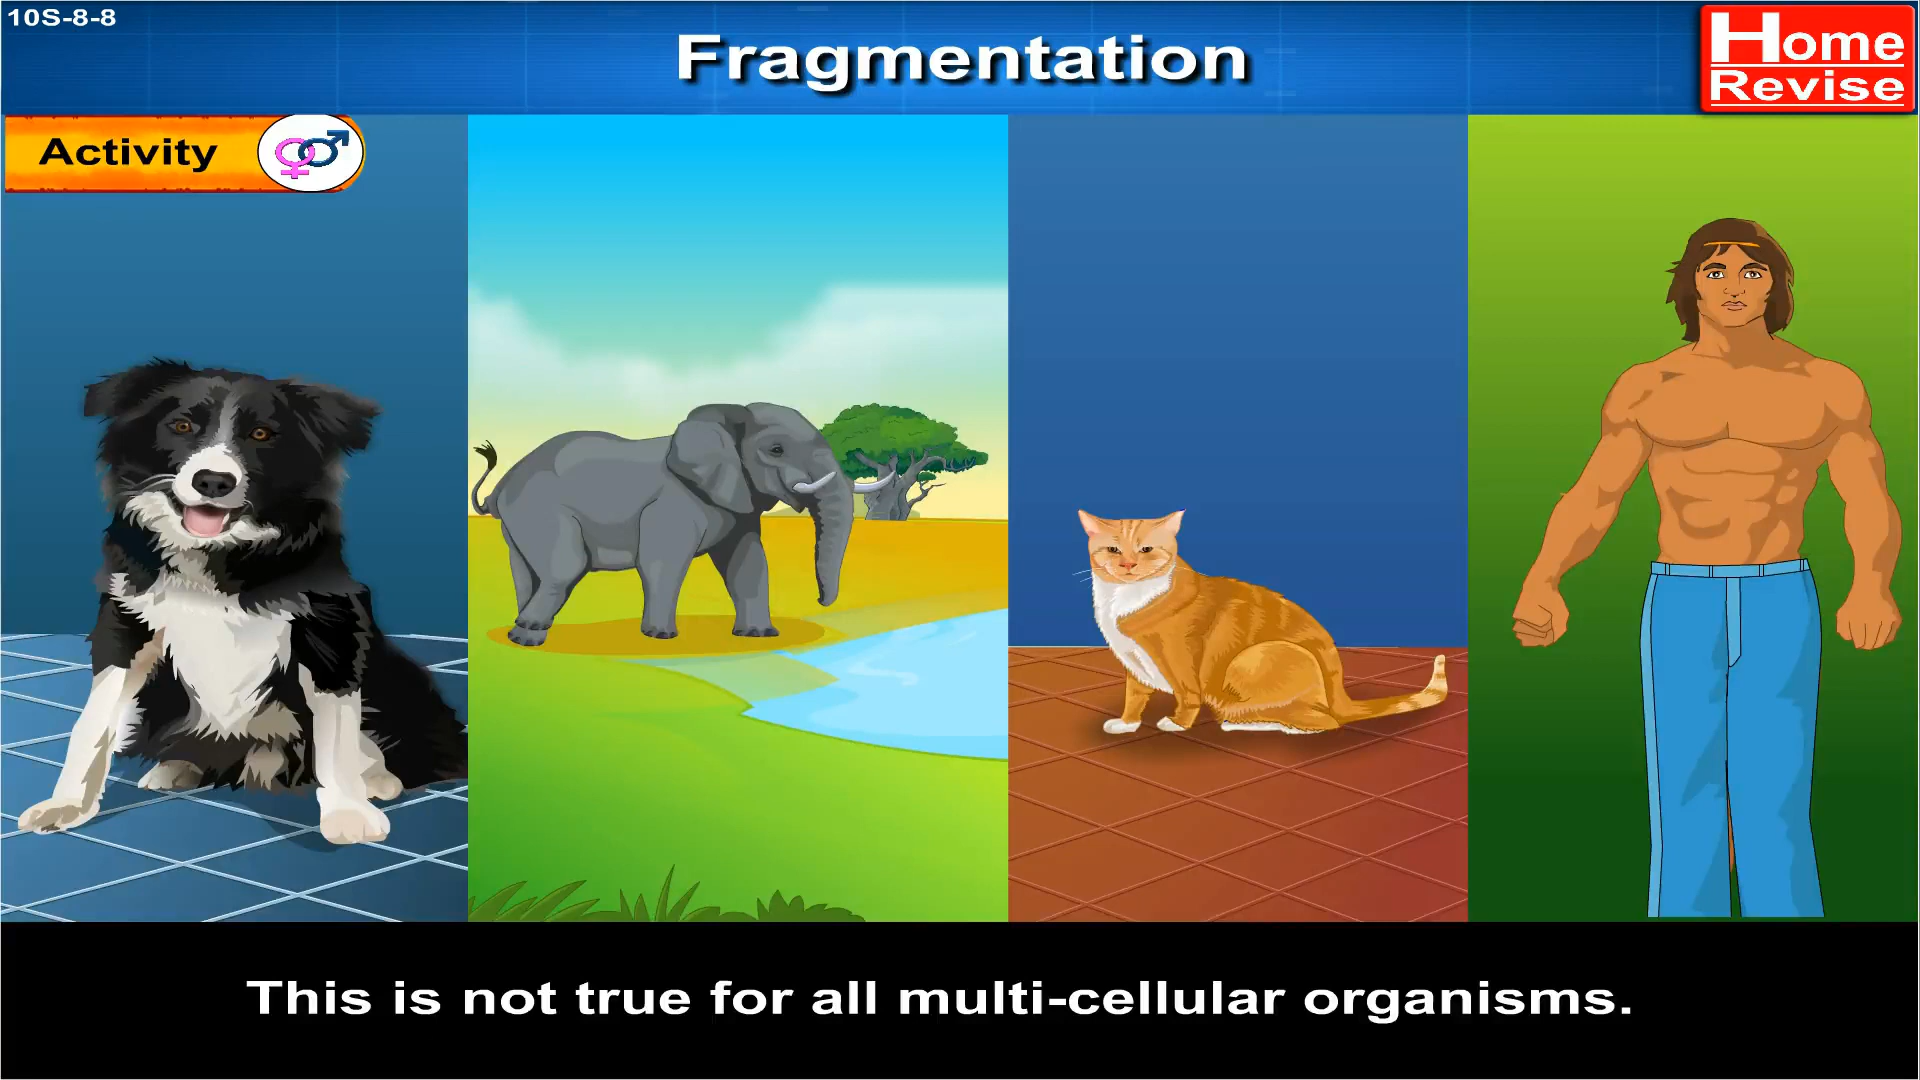 10S-8-8
Fragmentation
Home
Revise
Activity
This is not true for all multi-cellular organisms.